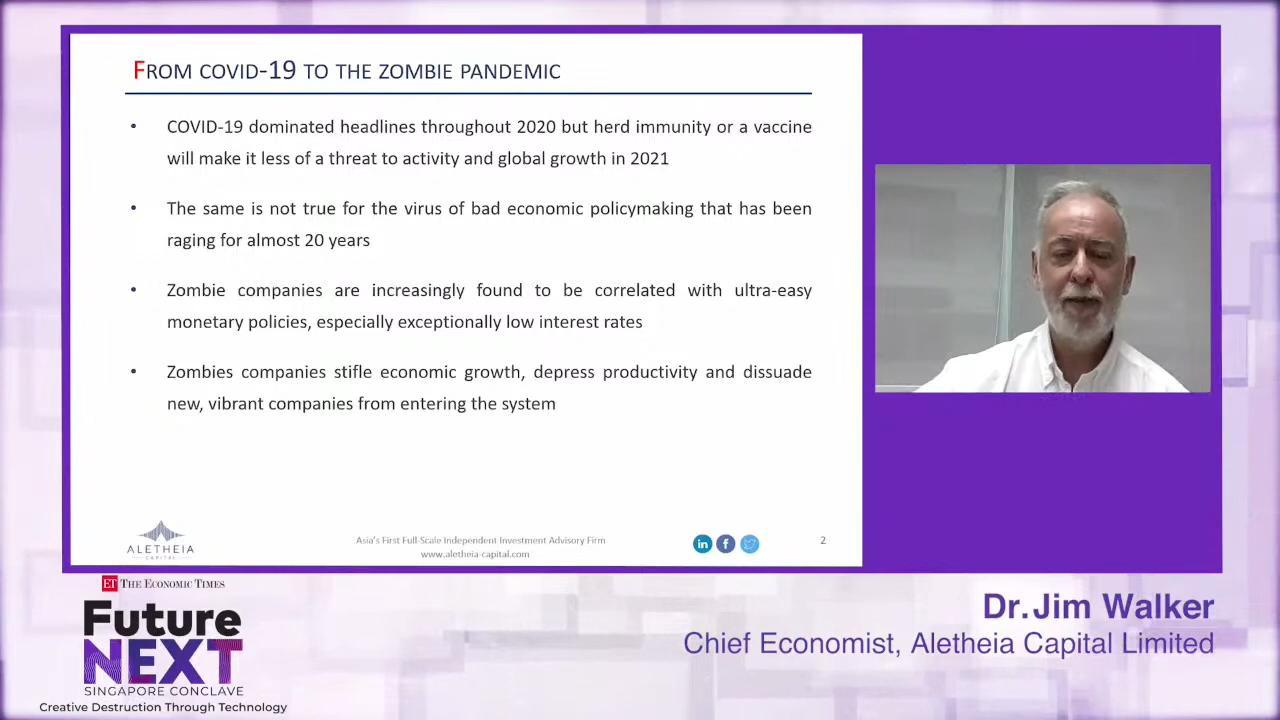 FROM COVID-19 TO THE ZOMBIE PANDEMIC
• COVID-19 dominated headlines throughout 2020 but herd immunity or a vaccine
will make it less of a threat to activity and global growth in 2021
• The same is not true for the virus of bad economic policymaking that has been
raging for almost 20 years
• Zombie companies are increasingly found to be correlated with ultra-easy
monetary policies, especially exceptionally low interest rates
• Zombies companies stifle economic growth, depress productivity and dissuade
new, vibrant companies from entering the system
ALETHEIA
CAPITAL
Asia's First Full-Scale Independent Investment Advisory Firm
www.aletheia-capital.com
in f
2
ET THE ECONOMIC TIMES
Future
NEXT
SINGAPORE CONCLAVE
Creative Destruction Through Technology
Dr. Jim Walker
Chief Economist, Aletheia Capital Limited